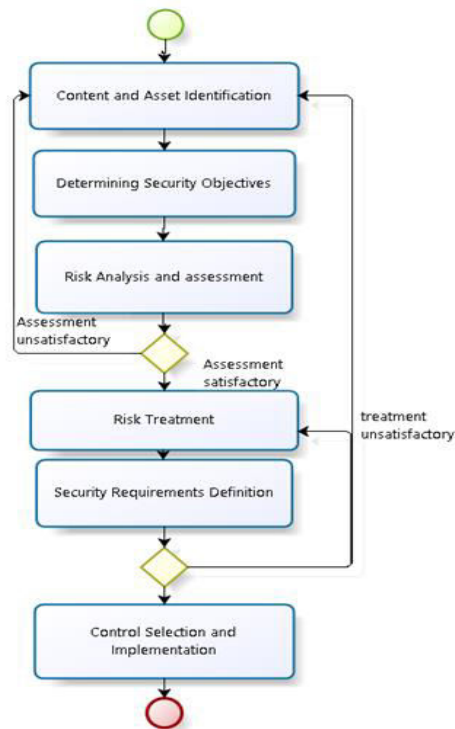 Content and Asset Identification
Determining Security Objectives
Risk Analysis and assessment
Assessment
unsatisfactory
Assessment
satisfactory
Risk Treatment
treatment
unsatisfactory
Security Requirements Definition
Control Selection and
Implementation